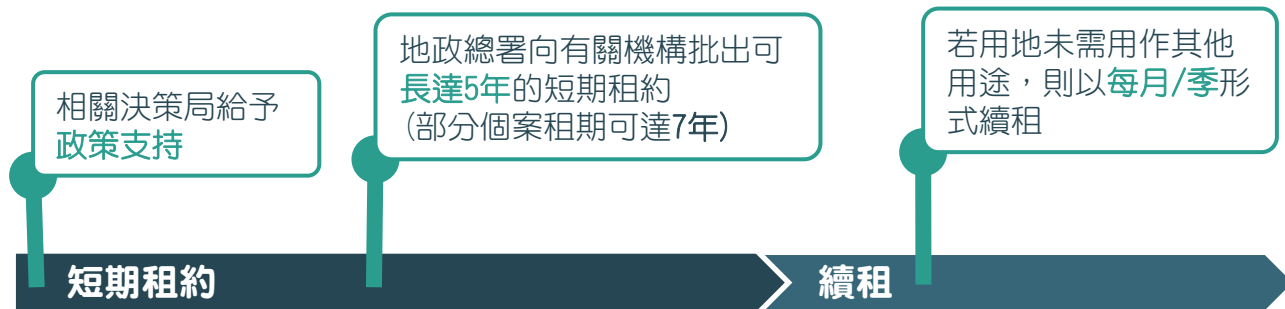 相關決策局給予
政策支持
地政總署向有關機構批出可
長達5年的短期租約
(部分個案租期可達7年)
若用地未需用作其他
用途，則以每月/季形
式續租
短期租約
續租